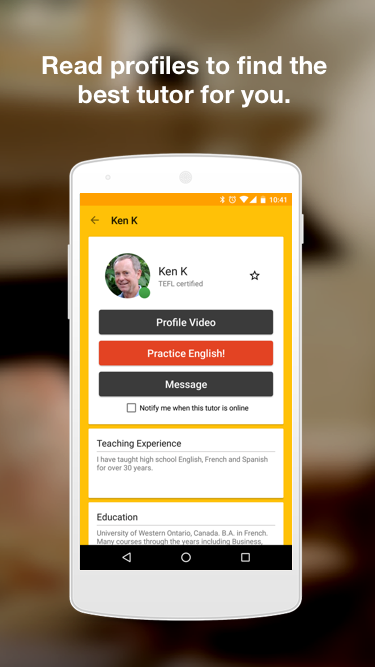 Read profiles to find the
best tutor for you.
10:41
Ken K
Ken K
TEFL certified
Profile Video
Practice English!
Message
Notify me when this tutor is online
Teaching Experience
I have taught high school English, French and Spanish
for over 30 years.
Education
University of Western Ontario, Canada. B.A. in French.
Many courses through the years including Business,